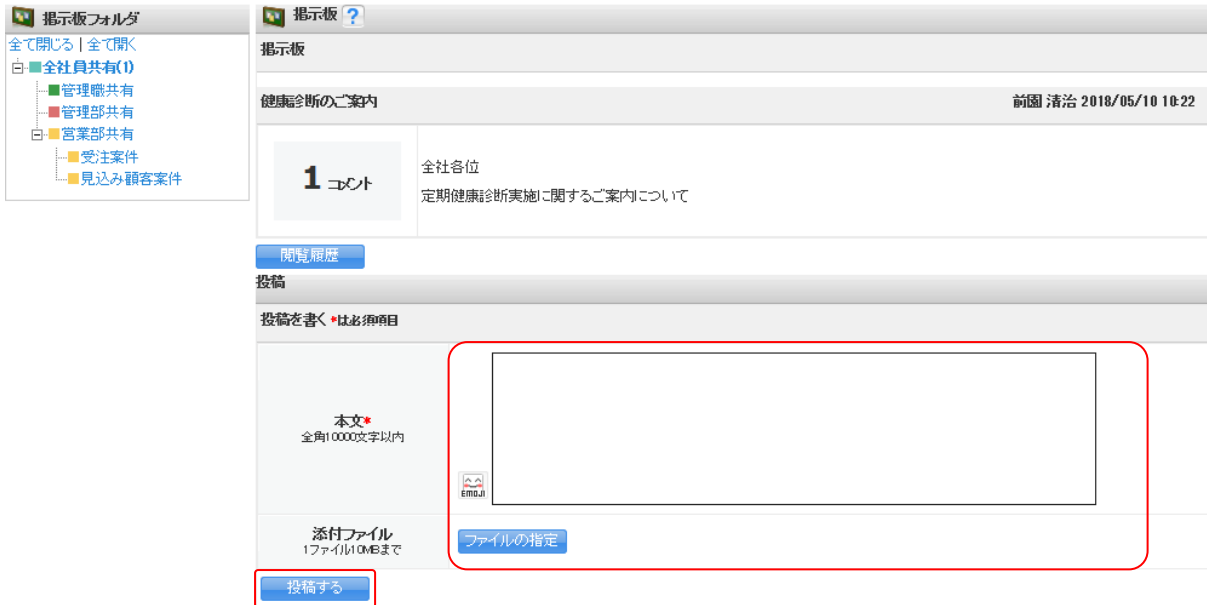 掲示板フォルダ
全て閉じる | 全て開く
全社員共有(1)
管理職共有
管理部共有
営業部共有
受注案件
見込み顧客案件
掲示板 ?
掲示板
健康診断のご案内
前園 清治 2018/05/10 10:22
1 コメント
全社各位
定期健康診断実施に関するご案内について
閲覧履歴
投稿
投稿を書く *は必須項目
本文*
全角10000文字以内
EMOJI
添付ファイル
1ファイル10MBまで
ファイルの指定
投稿する